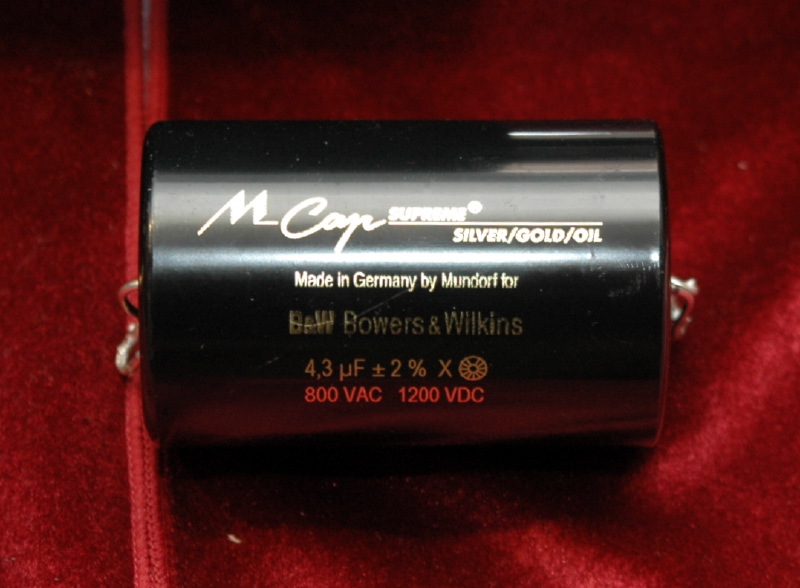 M Cap SUPREME®
SILVER/GOLD/OIL
Made in Germany by Mundorf for
B&W Bowers & Wilkins
4,3 µF ± 2 % X
800 VAC 1200 VDC